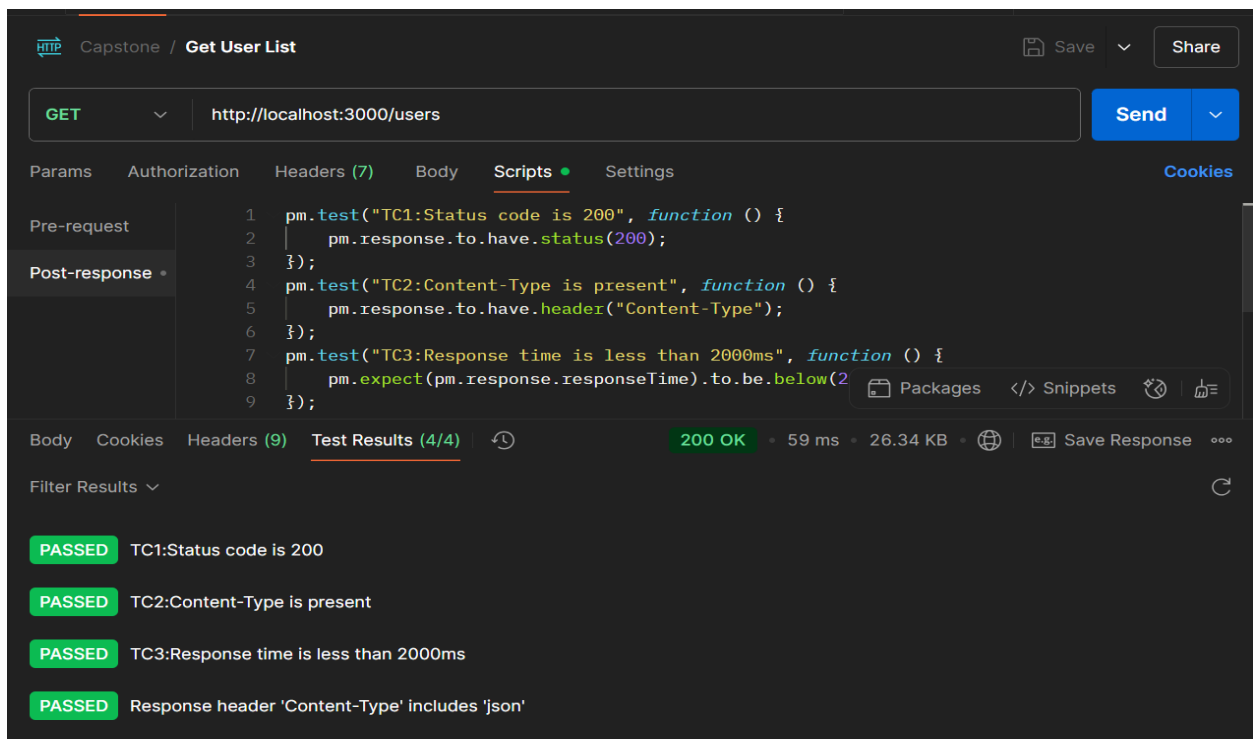 HTTP Capstone / Get User List Save Share
GET http://localhost:3000/users Send
Params Authorization Headers (7) Body Scripts Settings Cookies
Pre-request
Post-response
1 pm.test("TC1:Status code is 200", function () {
2 pm.response.to.have.status(200);
3 });
4 pm.test("TC2:Content-Type is present", function () {
5 pm.response.to.have.header("Content-Type");
6 });
7 pm.test("TC3:Response time is less than 2000ms", function () {
8 pm.expect(pm.response.responseTime).to.be.below(2
9 });
Packages </> Snippets
Body Cookies Headers (9) Test Results (4/4) 200 OK • 59 ms • 26.34 KB • e.g. Save Response
Filter Results
PASSED TC1:Status code is 200
PASSED TC2:Content-Type is present
PASSED TC3:Response time is less than 2000ms
PASSED Response header 'Content-Type' includes 'json'